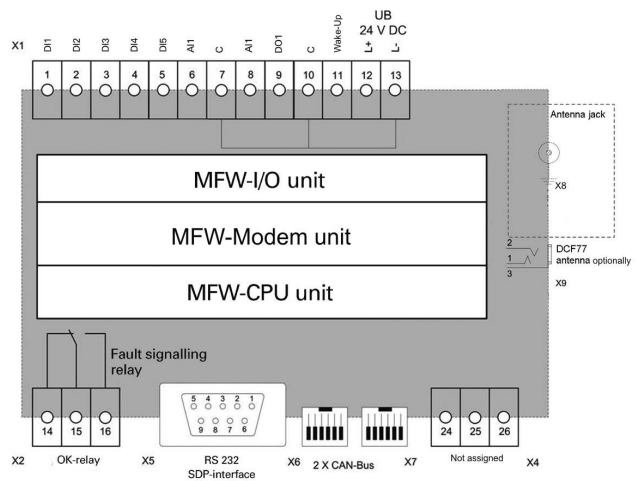 UB
24 V DC
X1 DI1 DI2 DI3 DI4 DI5 AI1 C AI1 DO1 C Wake-Up L+ L-
1 2 3 4 5 6 7 8 9 10 11 12 13
Antenna jack
X8
MFW-I/O unit
MFW-Modem unit
MFW-CPU unit
2
1
3
DCF77
antenna optionally
X9
Fault signalling
relay
14 15 16
5 4 3 2 1
9 8 7 6
24 25 26
X2 OK-relay
X5 RS 232
SDP-interface
X6 2 X CAN-Bus X7
Not assigned X4